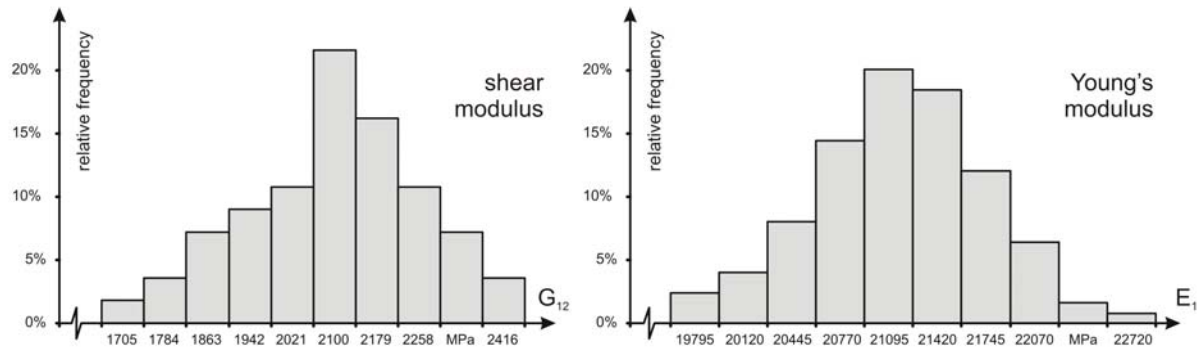 relative frequency
20%
15%
10%
5%
0%
shear
modulus
G12
1705 1784 1863 1942 2021 2100 2179 2258 MPa 2416
relative frequency
20%
15%
10%
5%
0%
Young's
modulus
E1
19795 20120 20445 20770 21095 21420 21745 22070 MPa 22720